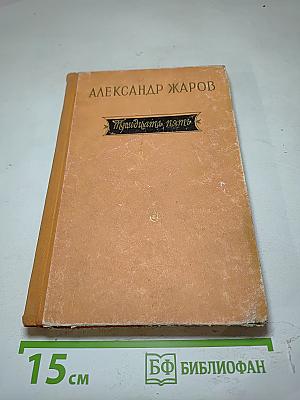 АЛЕКСАНДР ЖАРОВ
Тридцать пять
15 см
БФ БИБЛИОФАН